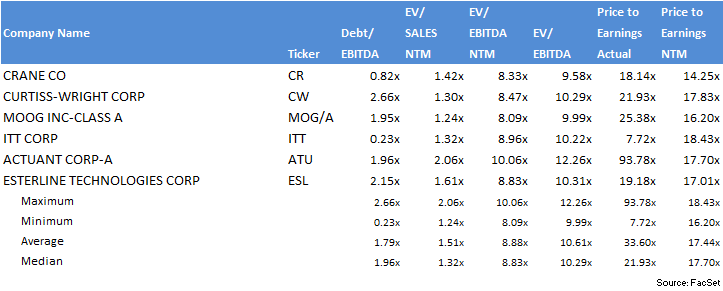 Company Name Ticker Debt/ EBITDA EV/ SALES NTM EV/ EBITDA NTM EV/ EBITDA Price to Earnings Actual Price to Earnings NTM
CRANE CO CR 0.82x 1.42x 8.33x 9.58x 18.14x 14.25x
CURTISS-WRIGHT CORP CW 2.66x 1.30x 8.47x 10.29x 21.93x 17.83x
MOOG INC-CLASS A MOG/A 1.95x 1.24x 8.09x 9.99x 25.38x 16.20x
ITT CORP ITT 0.23x 1.32x 8.96x 10.22x 7.72x 18.43x
ACTUANT CORP-A ATU 1.96x 2.06x 10.06x 12.26x 93.78x 17.70x
ESTERLINE TECHNOLOGIES CORP ESL 2.15x 1.61x 8.83x 10.31x 19.18x 17.01x
Maximum 2.66x 2.06x 10.06x 12.26x 93.78x 18.43x
Minimum 0.23x 1.24x 8.09x 9.99x 7.72x 16.20x
Average 1.79x 1.51x 8.88x 10.61x 33.60x 17.44x
Median 1.96x 1.32x 8.83x 10.29x 21.93x 17.70x
Source: FacSet